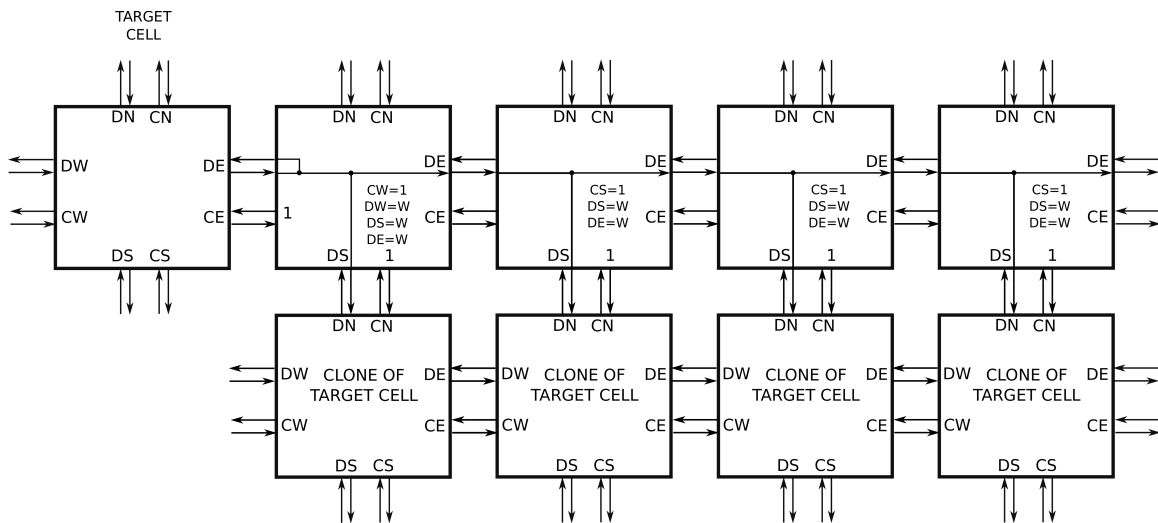 TARGET
CELL
DN CN DN CN DN CN DN CN DN CN
DW DE DE DE DE DE
CW=1 CS=1 CS=1 CS=1
DW=W DS=W DS=W DS=W
CW CE 1 DS=W CE DE=W CE DE=W CE DE=W CE
DE=W
DS CS DS 1 DS 1 DS 1 DS 1
DN CN DN CN DN CN DN CN
DW CLONE OF DE DW CLONE OF DE DW CLONE OF DE DW CLONE OF DE
TARGET CELL TARGET CELL TARGET CELL TARGET CELL
CW CE CW CE CW CE CW CE
DS CS DS CS DS CS DS CS